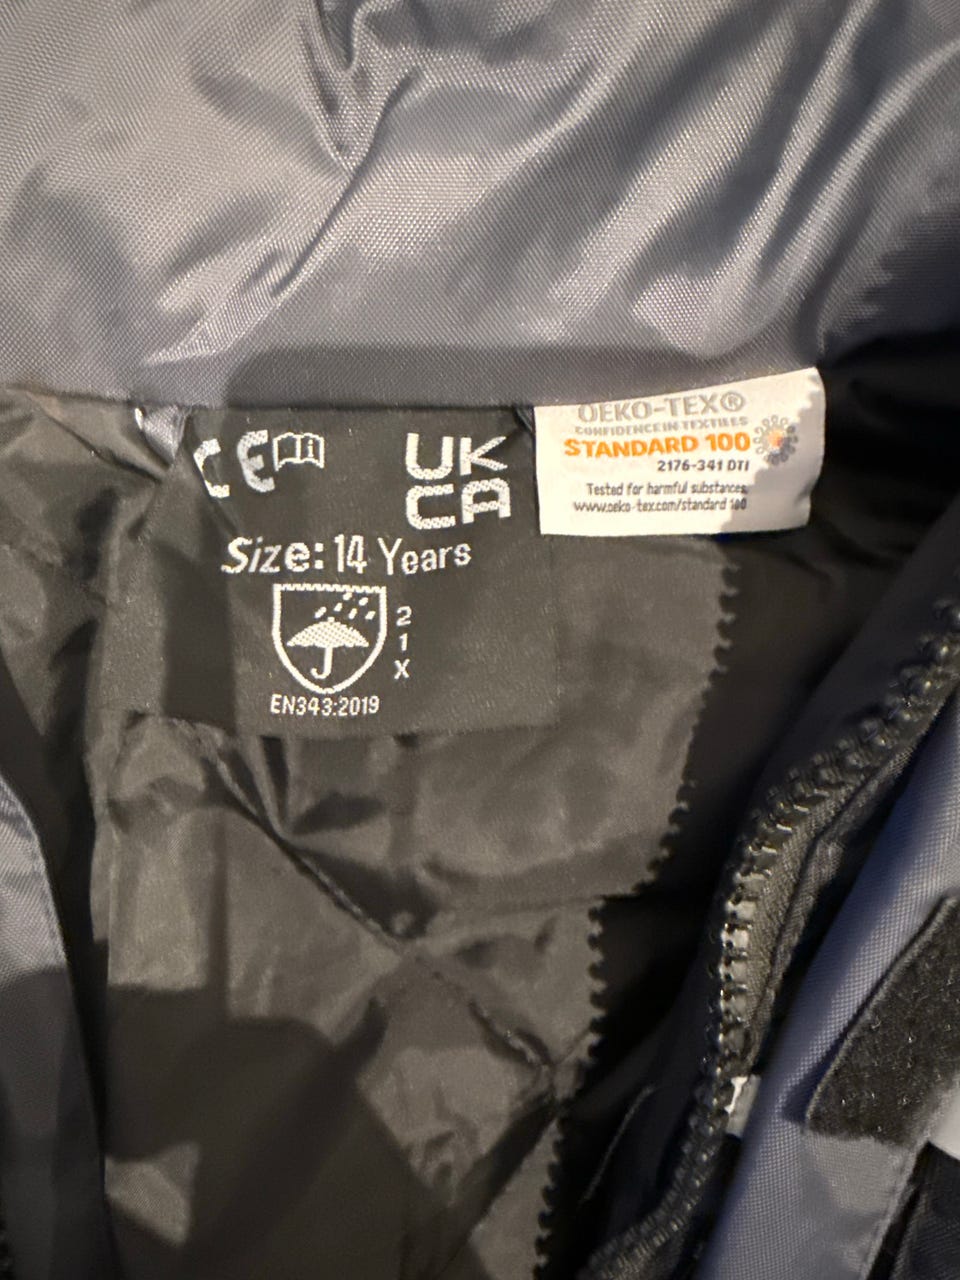 CE
UK
CA
Size: 14 Years
2
1
X
EN343:2019
OEKO-TEX®
CONFIDENCE IN TEXTILES
STANDARD 100
2176-341 DTI
Tested for harmful substances.
www.oeko-tex.com/standard 100